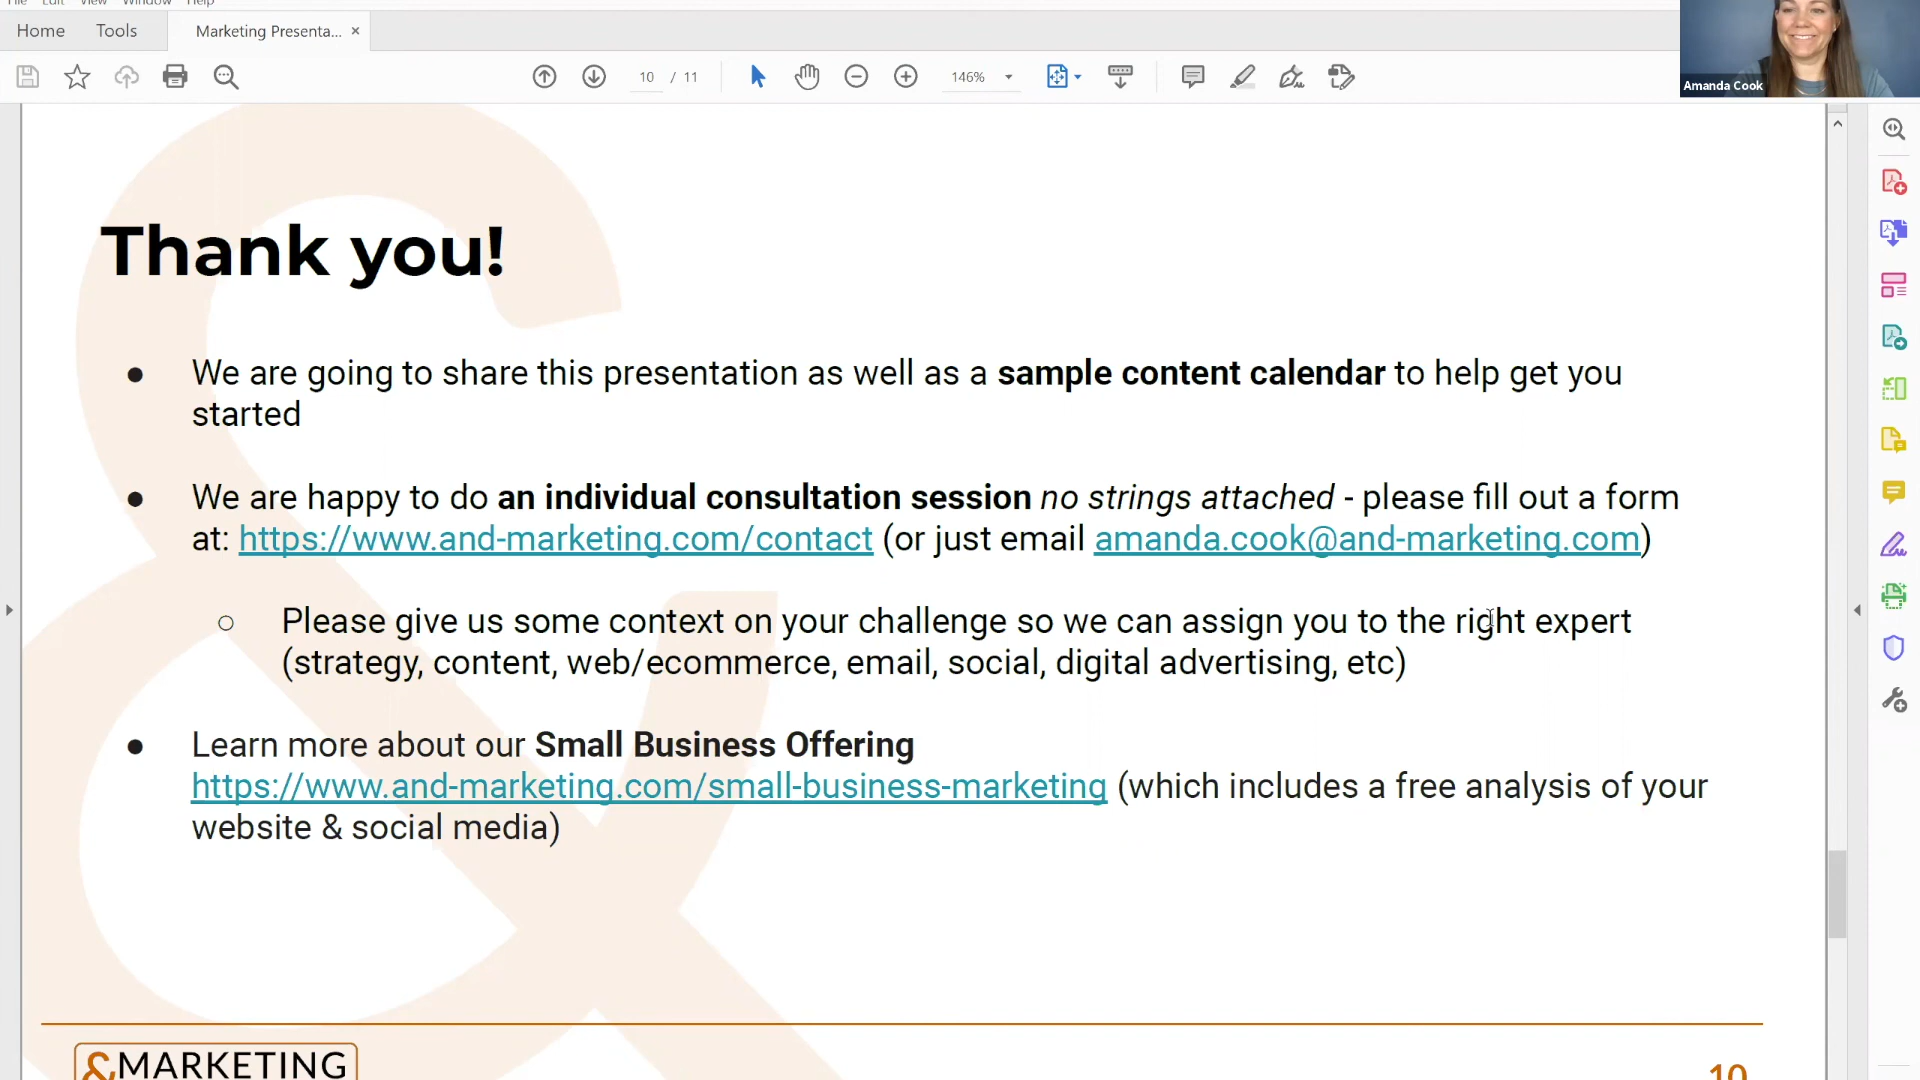 File Edit View Window Help
Home Tools Marketing Presenta... ×
10 / 11 146%
Amanda Cook
Thank you!
● We are going to share this presentation as well as a sample content calendar to help get you
started
● We are happy to do an individual consultation session no strings attached - please fill out a form
at: https://www.and-marketing.com/contact (or just email amanda.cook@and-marketing.com)
○ Please give us some context on your challenge so we can assign you to the right expert
(strategy, content, web/ecommerce, email, social, digital advertising, etc)
● Learn more about our Small Business Offering
https://www.and-marketing.com/small-business-marketing (which includes a free analysis of your
website & social media)
&MARKETING
10